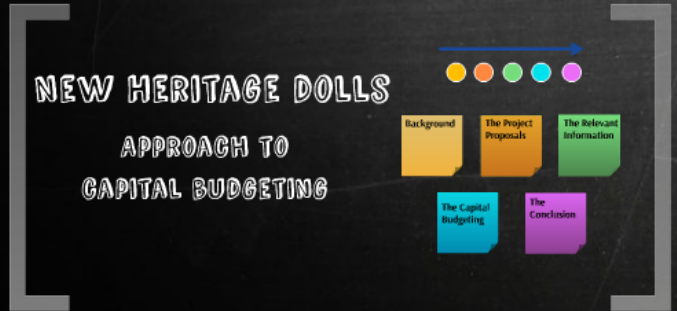 NEW HERITAGE DOLLS
APPROACH TO
CAPITAL BUDGETING
Background
The Project
Proposals
The Relevant
Information
The Capital
Budgeting
The
Conclusion